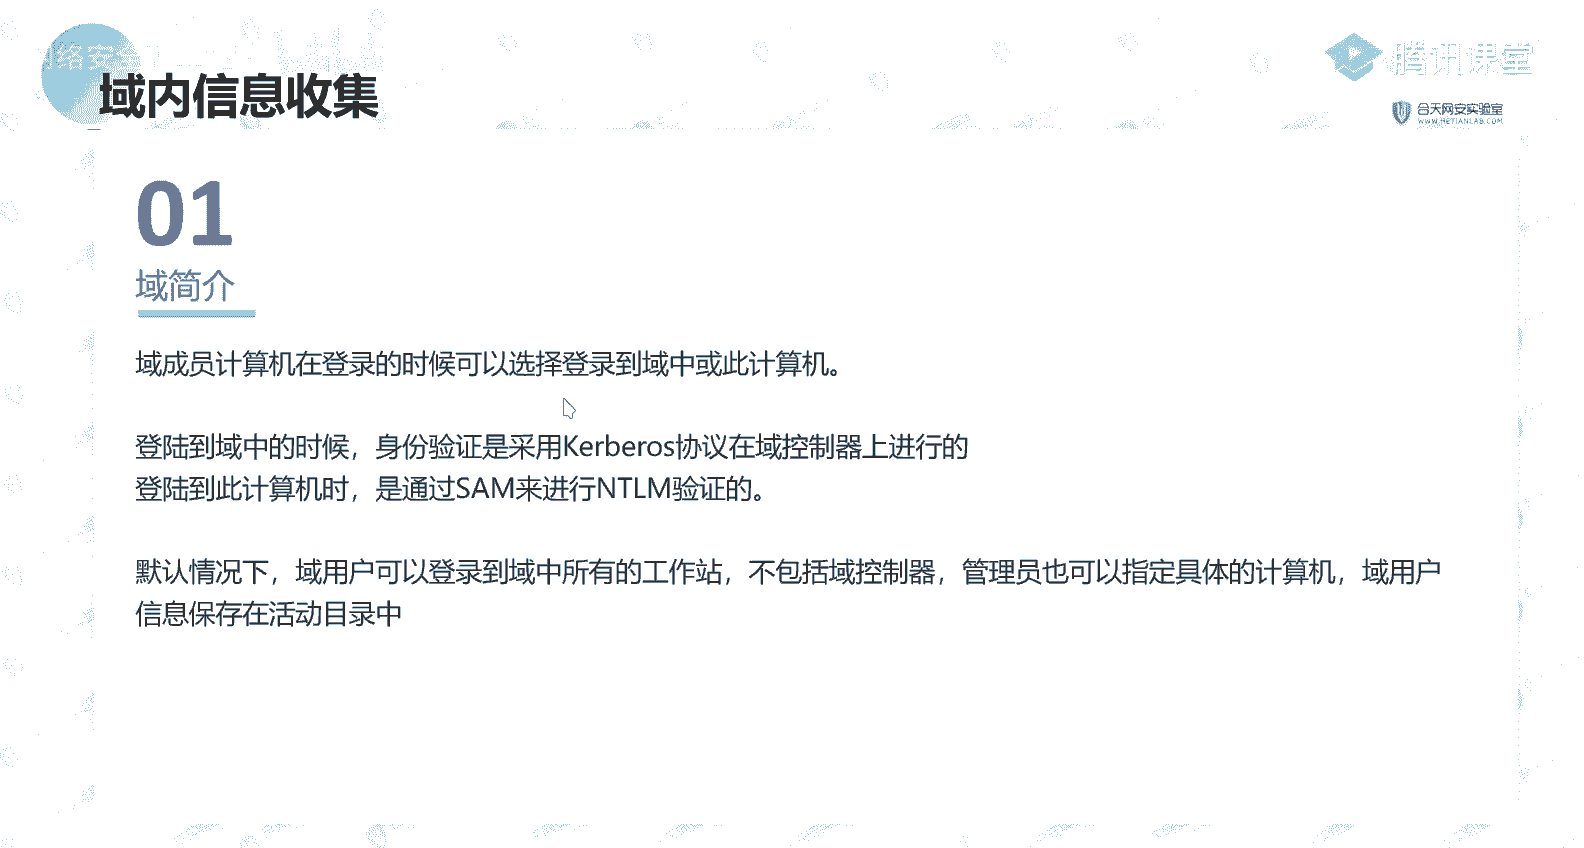 络安全
域内信息收集
腾讯课堂
合天网安实验室
WWW.HETIANLAB.COM
01
域简介
域成员计算机在登录的时候可以选择登录到域中或此计算机。
登陆到域中的时候，身份验证是采用Kerberos协议在域控制器上进行的
登陆到此计算机时，是通过SAM来进行NTLM验证的。
默认情况下，域用户可以登录到域中所有的工作站，不包括域控制器，管理员也可以指定具体的计算机，域用户
信息保存在活动目录中